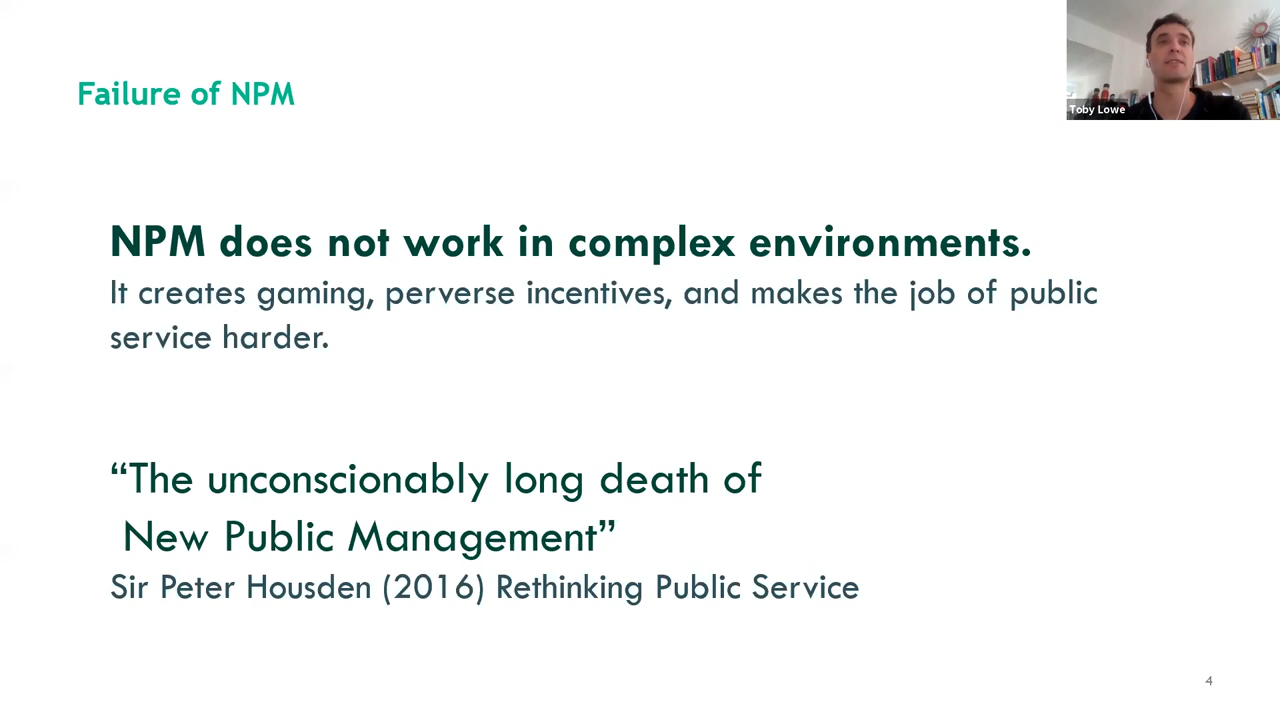 Failure of NPM
Toby Lowe
NPM does not work in complex environments.
It creates gaming, perverse incentives, and makes the job of public
service harder.
“The unconscionably long death of
New Public Management”
Sir Peter Housden (2016) Rethinking Public Service
4